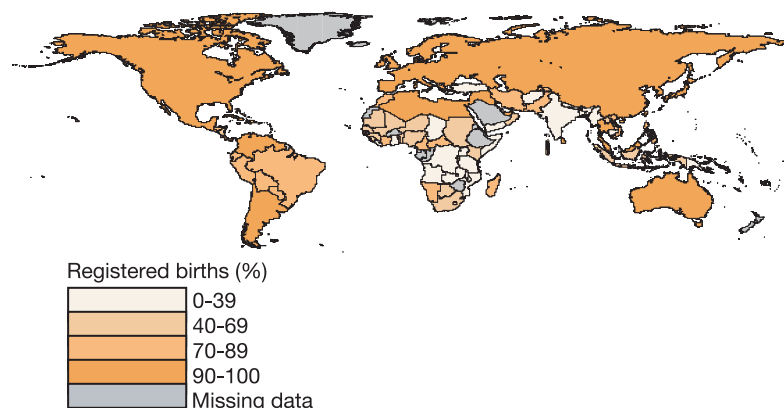 Registered births (%)
0-39
40-69
70-89
90-100
Missing data